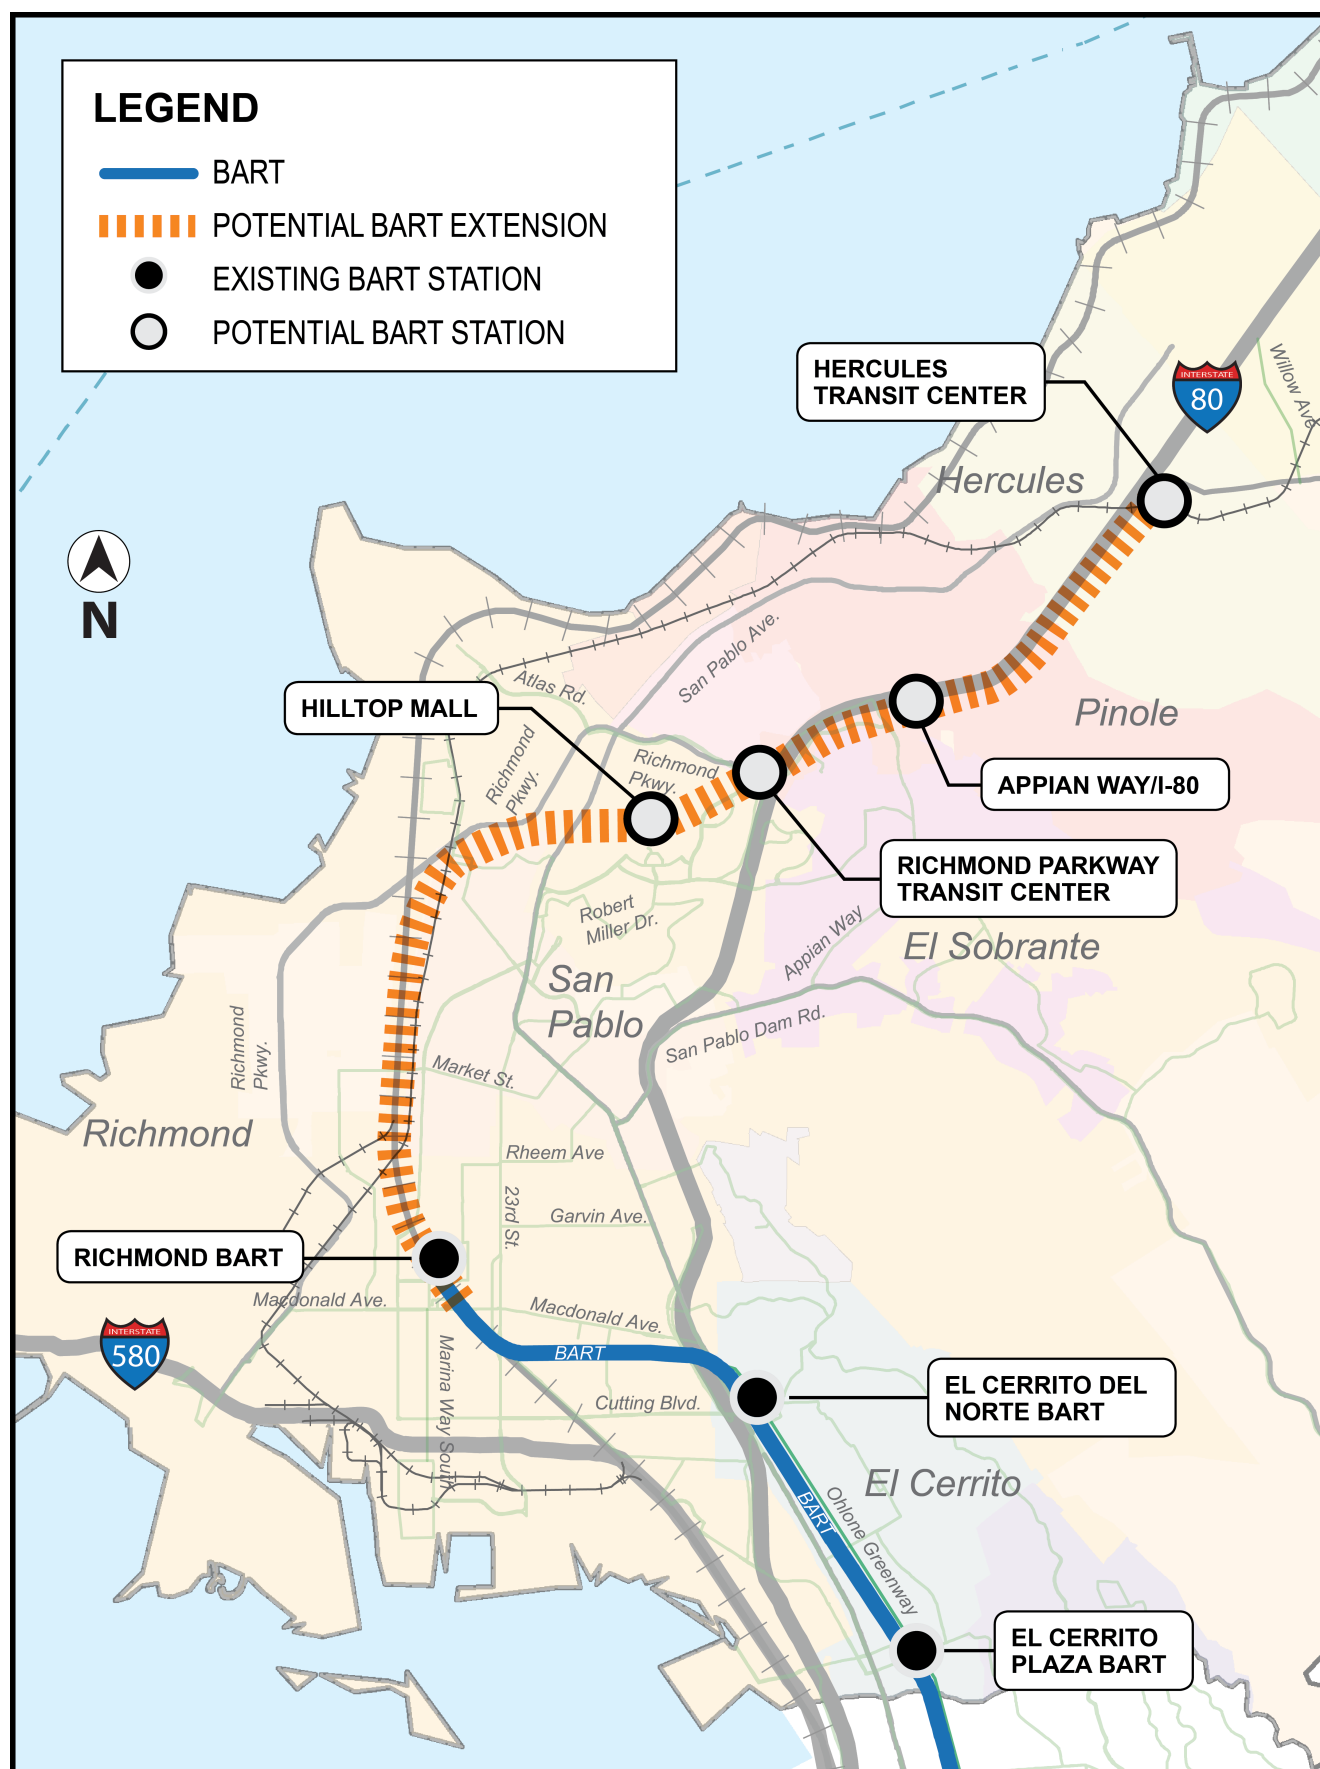 LEGEND
BART
POTENTIAL BART EXTENSION
EXISTING BART STATION
POTENTIAL BART STATION
HERCULES
TRANSIT CENTER
INTERSTATE
80
Willow Ave
Hercules
N
San Pablo Ave.
Atlas Rd.
HILLTOP MALL
Pinole
Richmond
Pkwy.
Richmond
Pkwy.
APPIAN WAY/I-80
RICHMOND PARKWAY
TRANSIT CENTER
Robert
Miller Dr.
Appian Way
El Sobrante
San
Pablo
San Pablo Dam Rd.
Richmond
Pkwy.
Market St.
Richmond
Rheem Ave
23rd St.
Garvin Ave.
RICHMOND BART
Macdonald Ave.
Macdonald Ave.
INTERSTATE
580
BART
Marina Way South
Cutting Blvd.
EL CERRITO DEL
NORTE BART
El Cerrito
BART
Ohlone Greenway
EL CERRITO
PLAZA BART